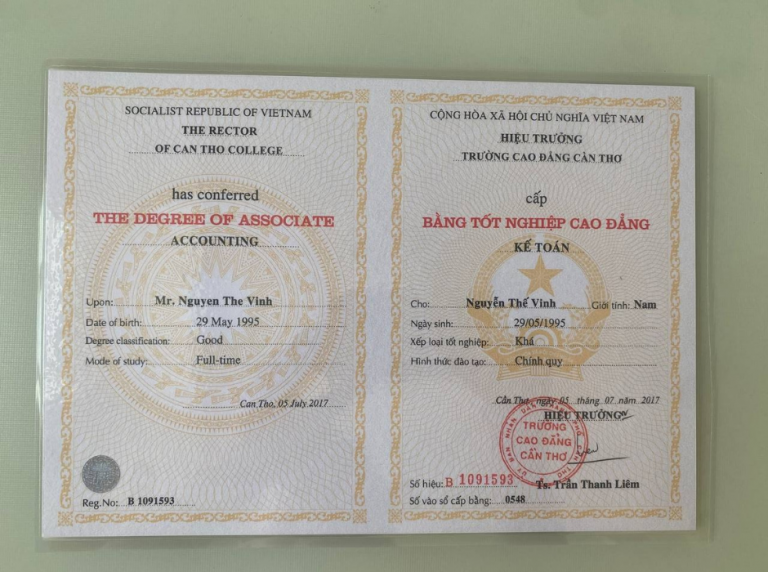 SOCIALIST REPUBLIC OF VIETNAM
THE RECTOR
OF CAN THO COLLEGE
has conferred
THE DEGREE OF ASSOCIATE
ACCOUNTING
Upon: Mr. Nguyen The Vinh
Date of birth: 29 May 1995
Degree classification: Good
Mode of study: Full-time
Can Tho, 05 July 2017
Reg.No: B 1091593
CỘNG HÒA XÃ HỘI CHỦ NGHĨA VIỆT NAM
HIỆU TRƯỞNG
TRƯỜNG CAO ĐẲNG CẦN THƠ
cấp
BẰNG TỐT NGHIỆP CAO ĐẲNG
KẾ TOÁN
Cho: Nguyễn Thế Vinh Giới tính: Nam
Ngày sinh: 29/05/1995
Xếp loại tốt nghiệp: Khá
Hình thức đào tạo: Chính quy
Cần Thơ, ngày 05 tháng 07 năm 2017
HIỆU TRƯỞNG
TRƯỜNG
CAO ĐẲNG
CẦN THƠ
Số hiệu: B 1091593 Ts. Trần Thanh Liêm
Số vào sổ cấp bằng: 0548